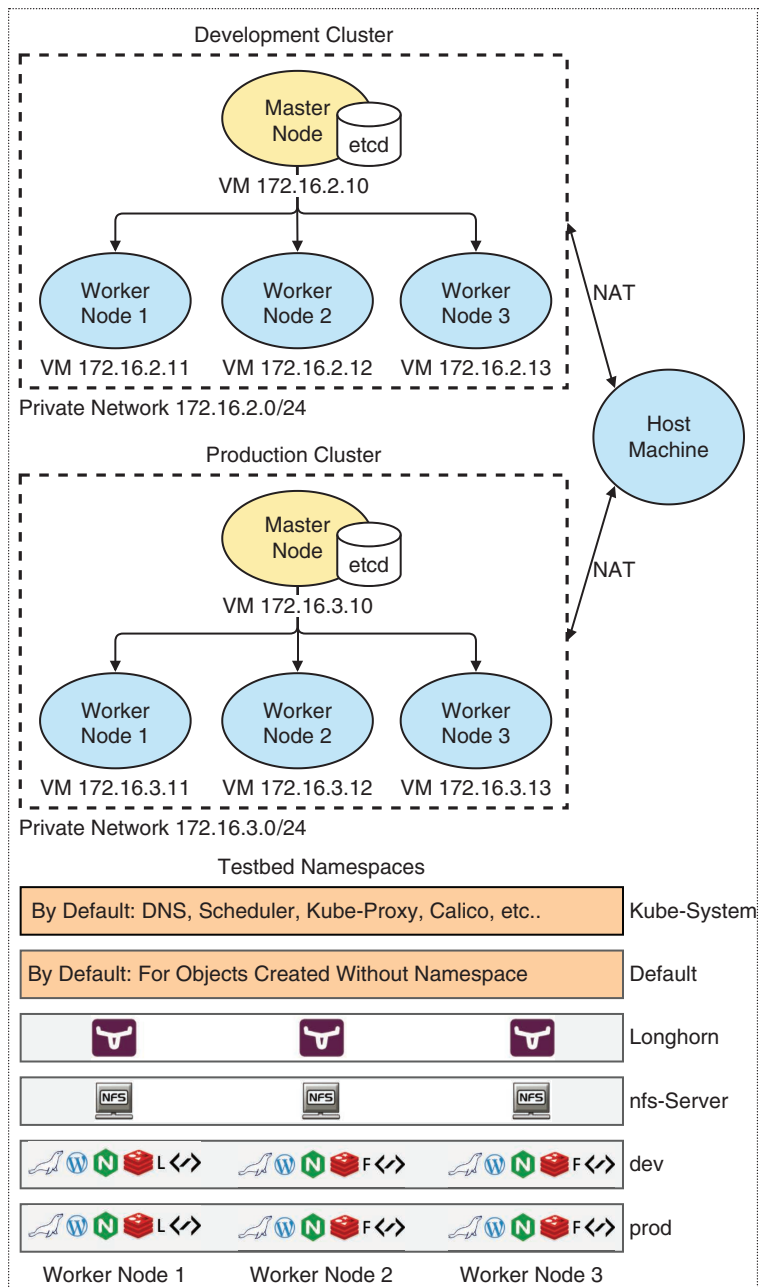 Development Cluster
Master
Node
etcd
VM 172.16.2.10
Worker
Node 1
Worker
Node 2
Worker
Node 3
VM 172.16.2.11
VM 172.16.2.12
VM 172.16.2.13
Private Network 172.16.2.0/24
NAT
Host
Machine
Production Cluster
Master
Node
etcd
VM 172.16.3.10
NAT
Worker
Node 1
Worker
Node 2
Worker
Node 3
VM 172.16.3.11
VM 172.16.3.12
VM 172.16.3.13
Private Network 172.16.3.0/24
Testbed Namespaces
By Default: DNS, Scheduler, Kube-Proxy, Calico, etc..
Kube-System
By Default: For Objects Created Without Namespace
Default
Longhorn
NFS
NFS
NFS
nfs-Server
W N L </>
W N F </>
W N F </>
dev
W N L </>
W N F </>
W N F </>
prod
Worker Node 1
Worker Node 2
Worker Node 3